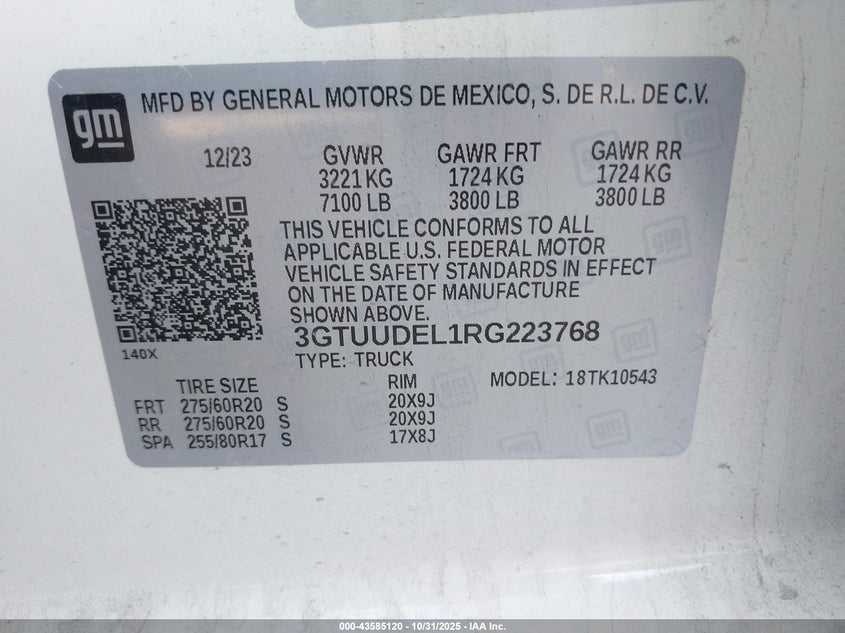 gm
MFD BY GENERAL MOTORS DE MEXICO, S. DE R.L. DE C.V.
12/23 GVWR GAWR FRT GAWR RR
3221 KG 1724 KG 1724 KG
7100 LB 3800 LB 3800 LB
THIS VEHICLE CONFORMS TO ALL
APPLICABLE U.S. FEDERAL MOTOR
VEHICLE SAFETY STANDARDS IN EFFECT
ON THE DATE OF MANUFACTURE
SHOWN ABOVE.
3GTUUDEL1RG223768
140X
TYPE: TRUCK
TIRE SIZE RIM MODEL: 18TK10543
FRT 275/60R20 S 20X9J
RR 275/60R20 S 20X9J
SPA 255/80R17 S 17X8J
000-43585120 - 10/31/2025 - IAA Inc.